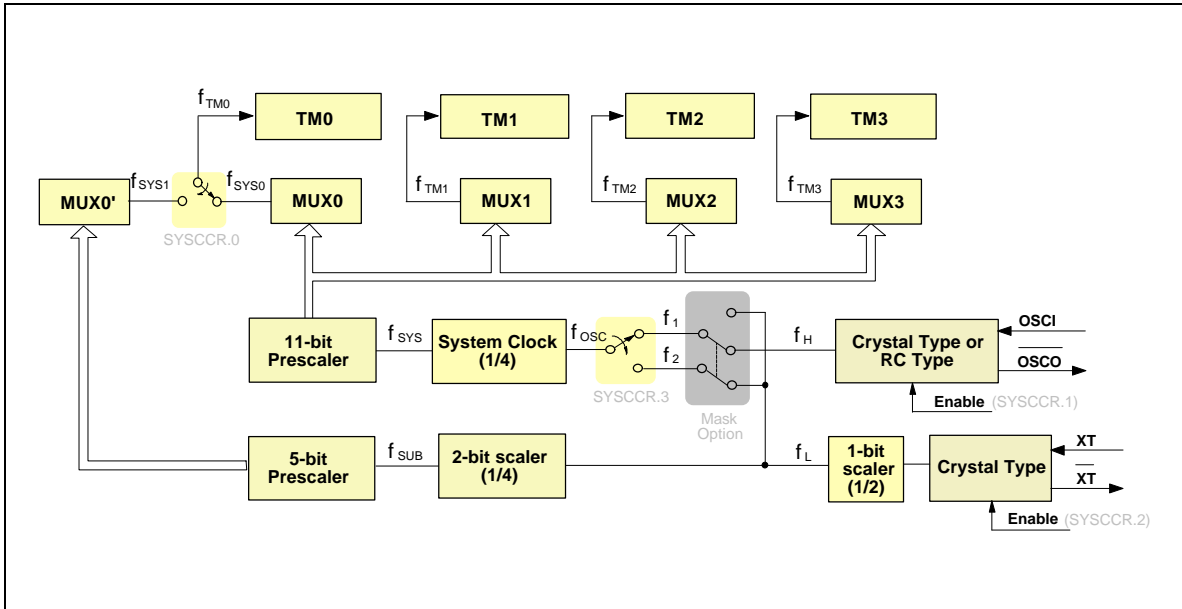 fTM0
TM0
TM1
TM2
TM3
fSYS1
fSYS0
fTM1
fTM2
fTM3
MUX0'
MUX0
MUX1
MUX2
MUX3
SYSCCR.0
11-bit
Prescaler
fSYS
System Clock
(1/4)
fOSC
f1
f2
fH
Crystal Type or
RC Type
OSCI
OSCO
SYSCCR.3
Mask
Option
Enable (SYSCCR.1)
5-bit
Prescaler
fSUB
2-bit scaler
(1/4)
fL
1-bit
scaler
(1/2)
Crystal Type
XT
XT
Enable (SYSCCR.2)